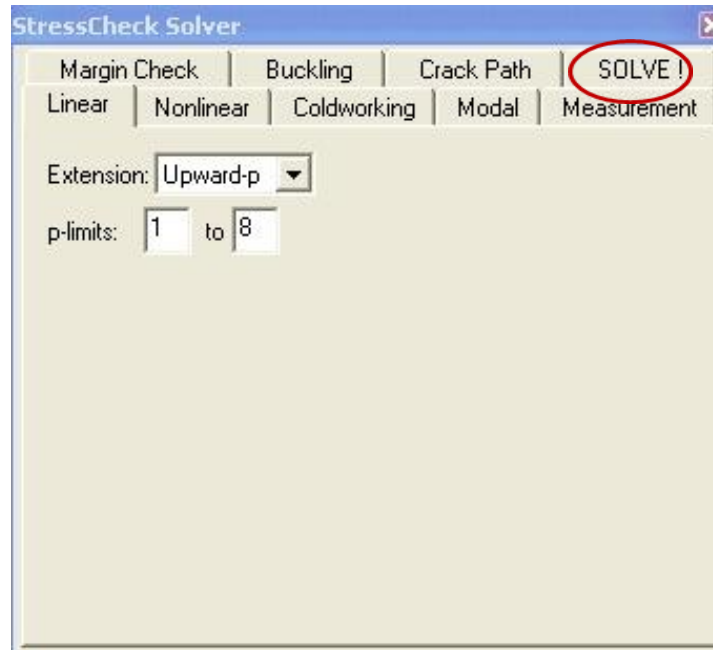 StressCheck Solver
Margin Check Buckling Crack Path SOLVE !
Linear Nonlinear Coldworking Modal Measurement
Extension: Upward-p
p-limits: 1 to 8